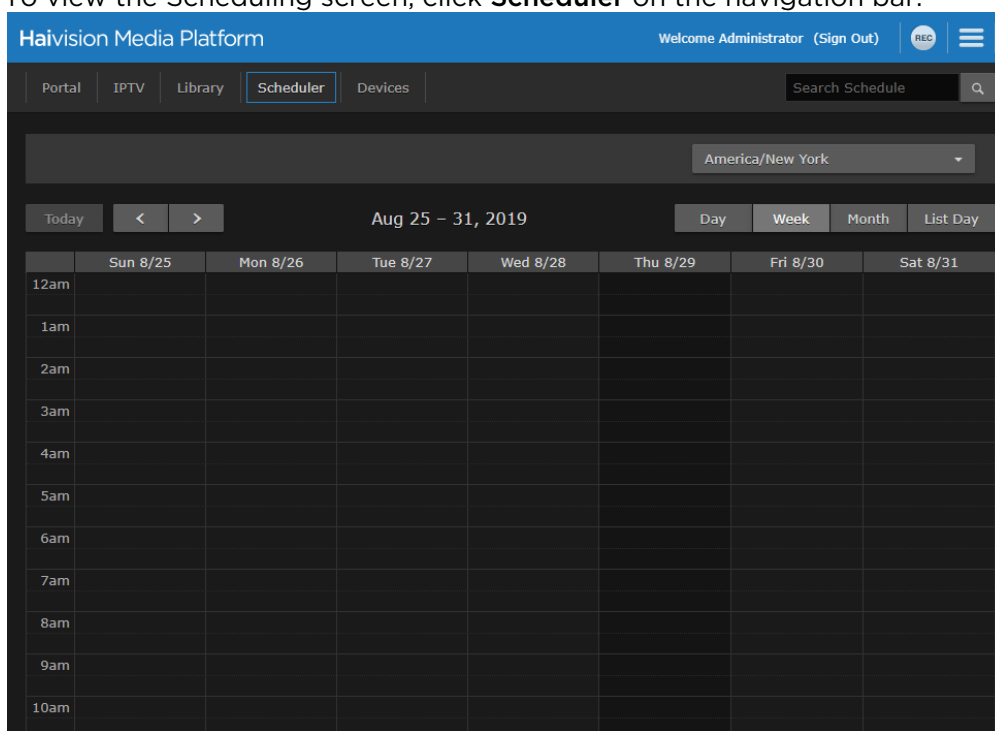 To view the Scheduling screen, click Scheduler on the navigation bar.
Haivision Media Platform Welcome Administrator (Sign Out) REC
Portal IPTV Library Scheduler Devices Search Schedule
America/New York
Today < > Aug 25 – 31, 2019 Day Week Month List Day
Sun 8/25 Mon 8/26 Tue 8/27 Wed 8/28 Thu 8/29 Fri 8/30 Sat 8/31
12am
1am
2am
3am
4am
5am
6am
7am
8am
9am
10am